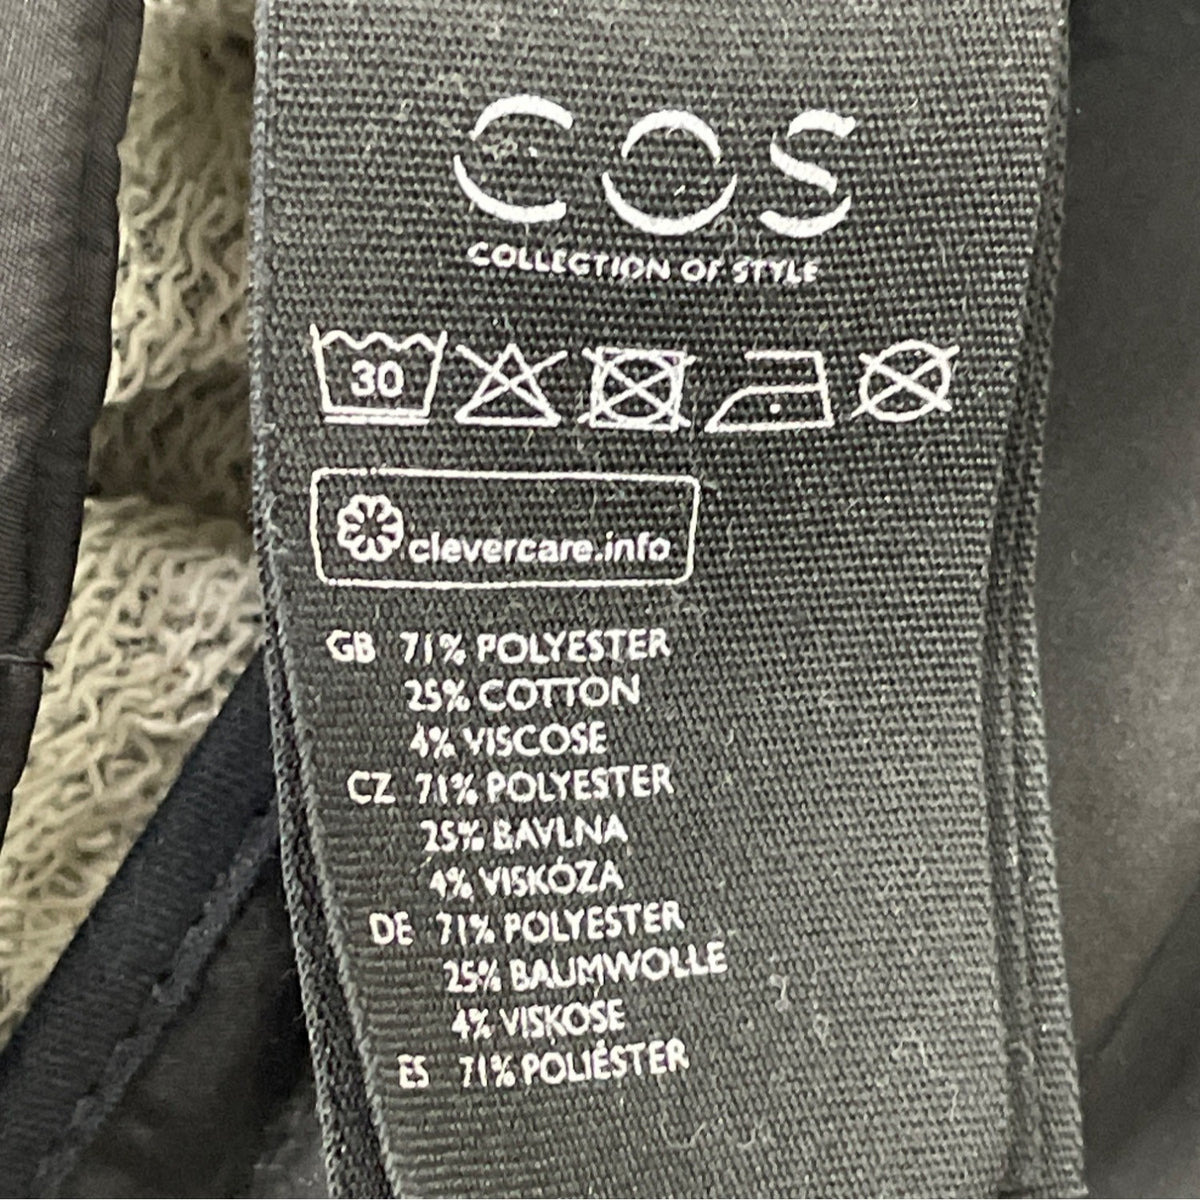 COS
COLLECTION OF STYLE
30
clevercare.info
GB 71% POLYESTER
25% COTTON
4% VISCOSE
CZ 71% POLYESTER
25% BAVLNA
4% VISKÓZA
DE 71% POLYESTER
25% BAUMWOLLE
4% VISKOSE
ES 71% POLIÉSTER